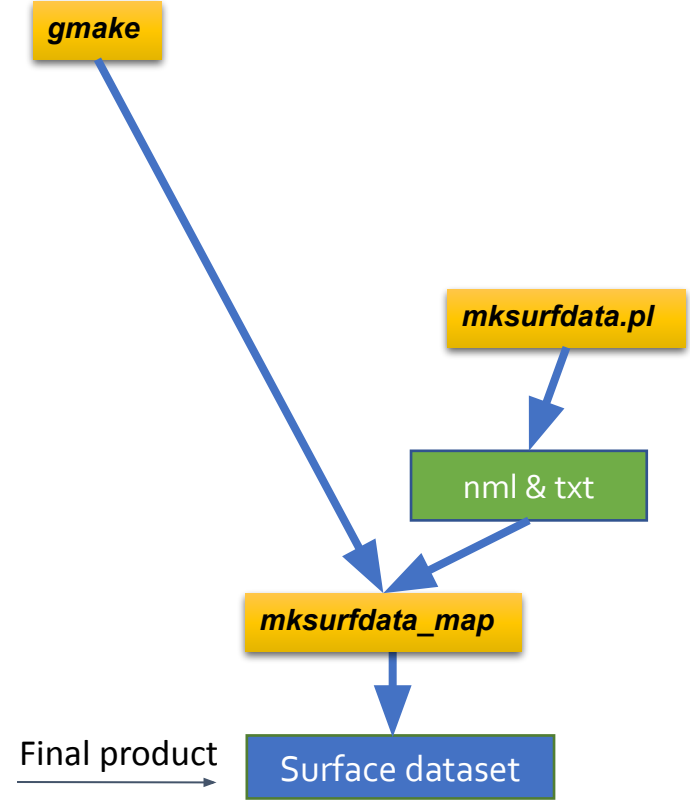 gmake
mksurfdata.pl
nml & txt
mksurfdata_map
Final product
Surface dataset